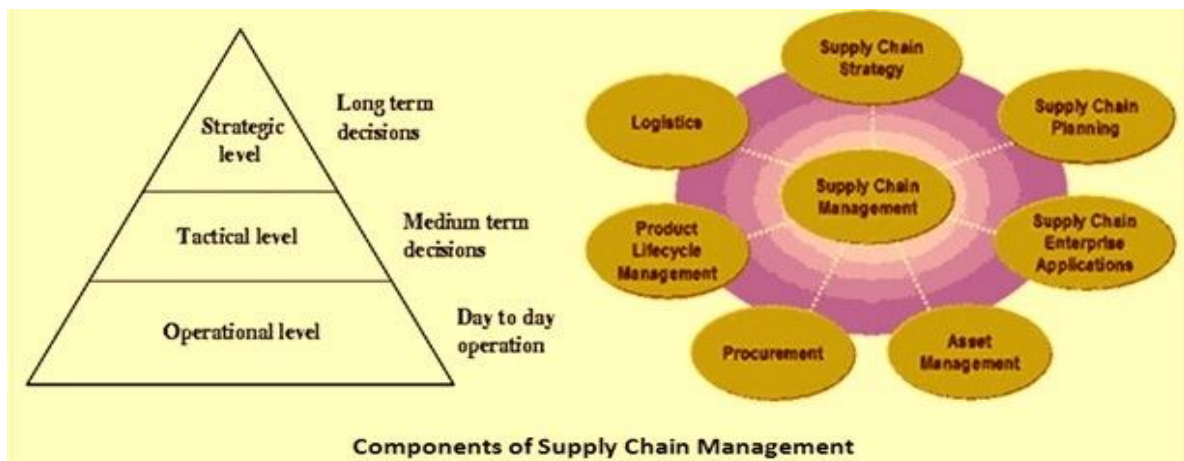 Strategic
level
Long term
decisions
Tactical level
Medium term
decisions
Operational level
Day to day
operation
Supply Chain
Strategy
Supply Chain
Planning
Logistics
Supply Chain
Management
Product
Lifecycle
Management
Supply Chain
Enterprise
Applications
Procurement
Asset
Management
Components of Supply Chain Management